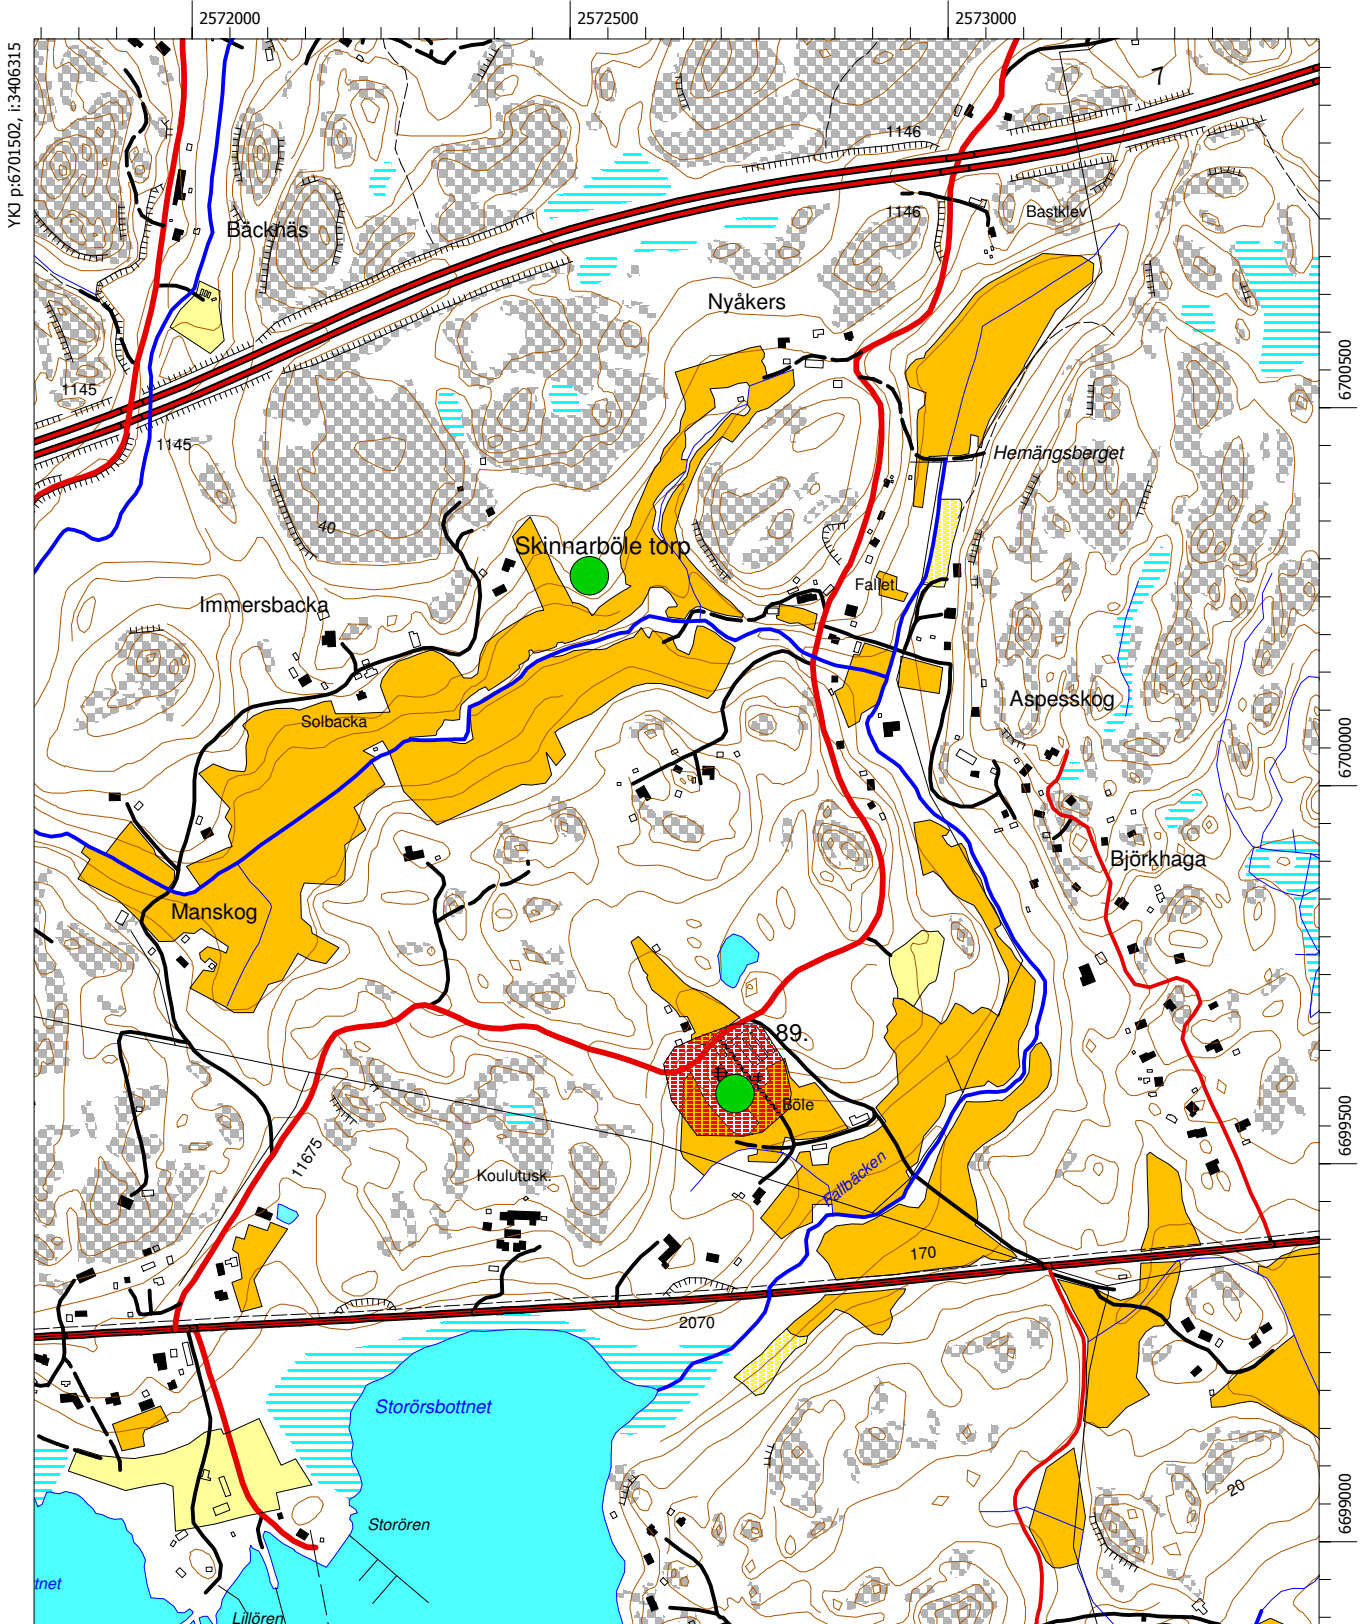 2572000
2572500
2573000
YKJ p:6701502, i:3406315
7
1146
1146
Bastklev
Bäcknäs
Nyåkers
6700500
1145
1145
Hemängsberget
40
Skinnarböle torp
Fallet
Immersbacka
Aspesskog
Solbacka
6700000
Björkhaga
Manskog
89.
Böle
6699500
11675
Koulutusk.
Fallbäcken
170
2070
Storörsbottnet
20
6699000
Storören
tnet
Lillören